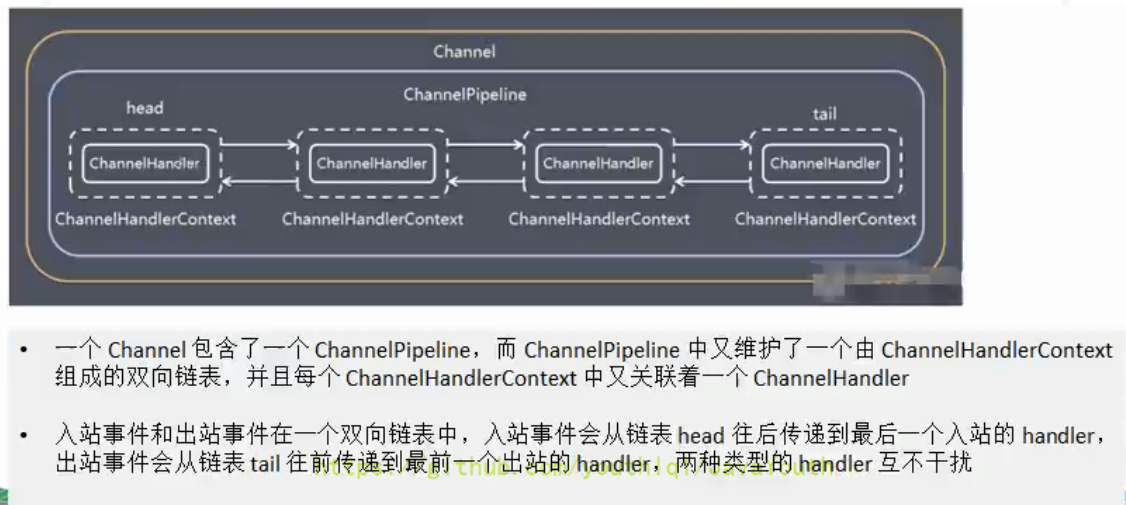 Channel
ChannelPipeline
head
tail
ChannelHandler
ChannelHandler
ChannelHandler
ChannelHandler
ChannelHandlerContext
ChannelHandlerContext
ChannelHandlerContext
ChannelHandlerContext
• 一个 Channel 包含了一个 ChannelPipeline，而 ChannelPipeline 中又维护了一个由 ChannelHandlerContext
组成的双向链表，并且每个 ChannelHandlerContext 中又关联着一个 ChannelHandler
• 入站事件和出站事件在一个双向链表中，入站事件会从链表 head 往后传递到最后一个入站的 handler，
出站事件会从链表 tail 往前传递到最前一个出站的 handler，两种类型的 handler 互不干扰